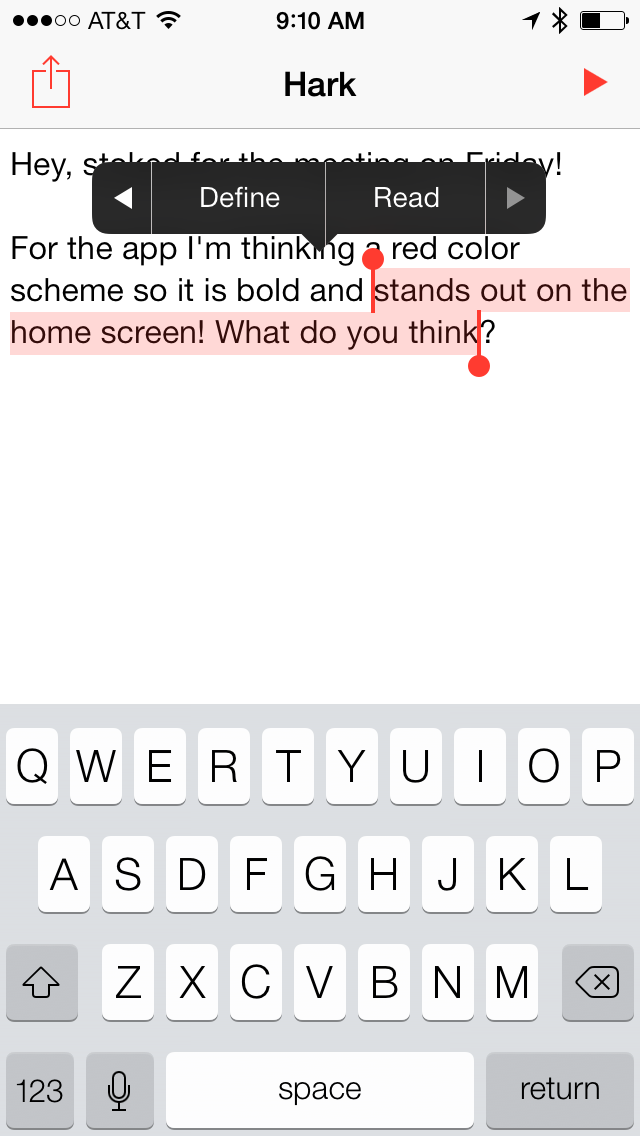 AT&T 9:10 AM
Hark
Hey, stoked for the meeting on Friday!
Define Read
For the app I'm thinking a red color
scheme so it is bold and stands out on the
home screen! What do you think?
Q W E R T Y U I O P
A S D F G H J K L
Z X C V B N M
123 space return